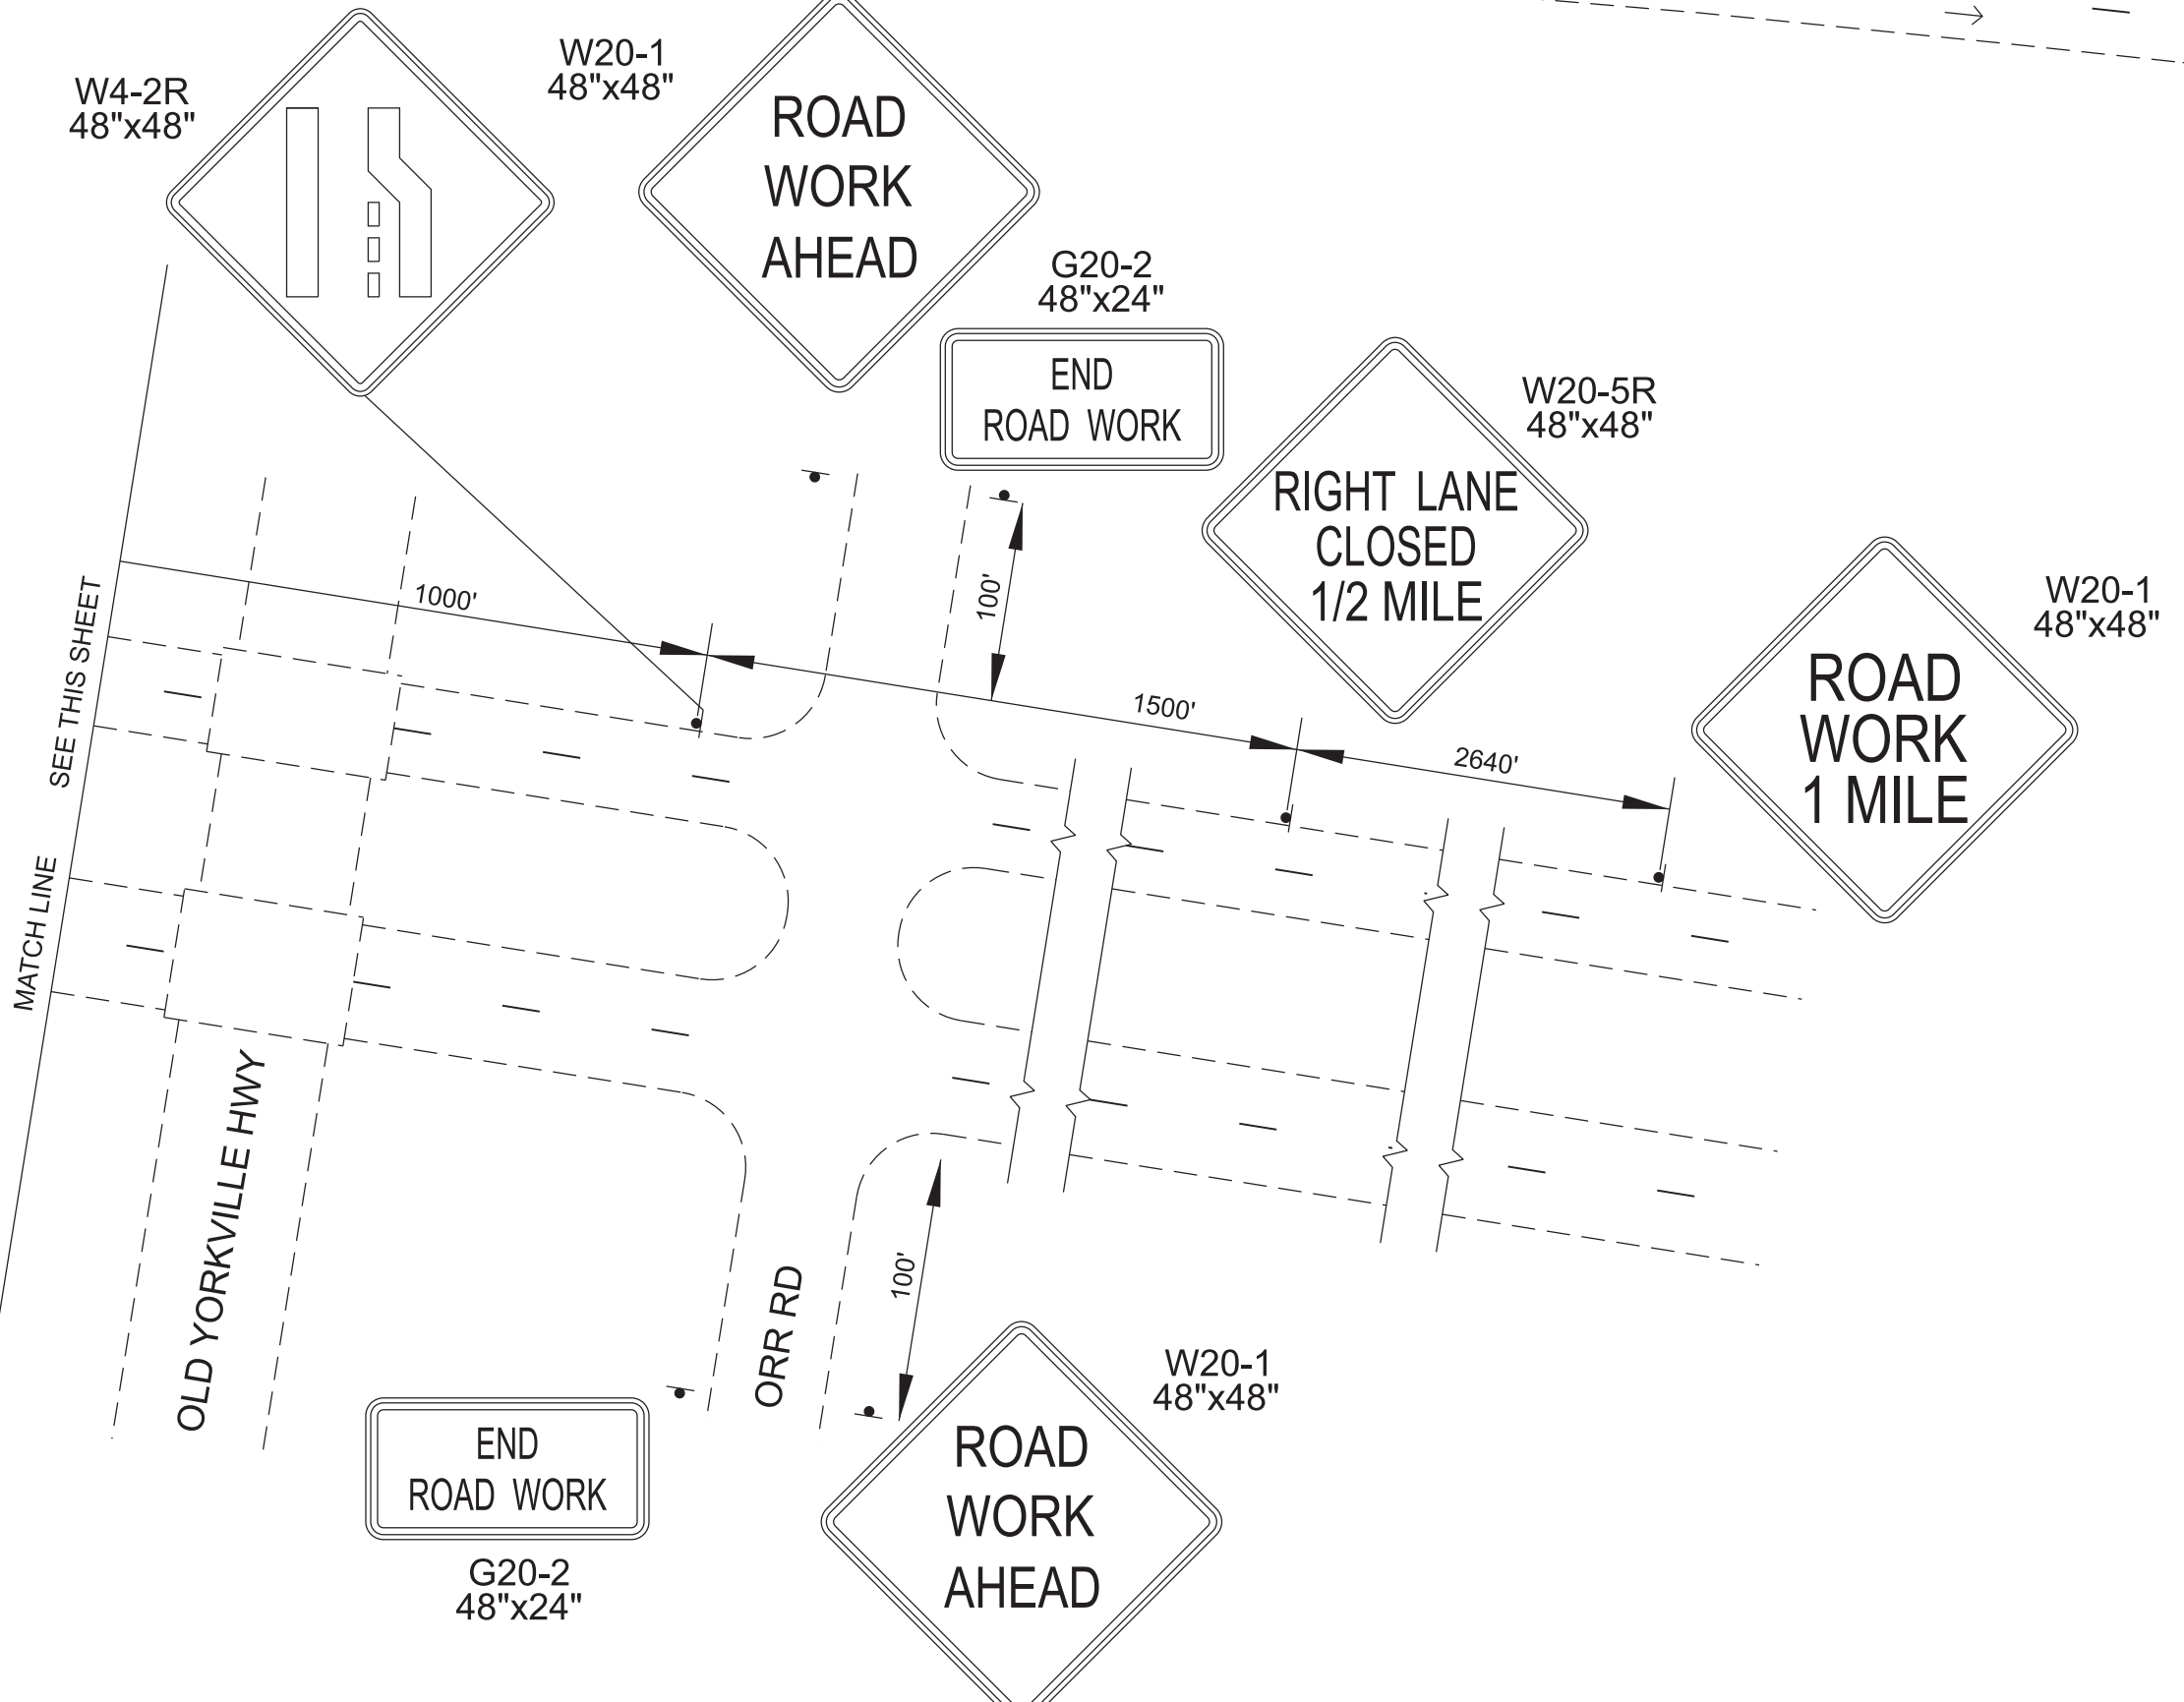 W4-2R
48"x48"
W20-1
48"x48"
ROAD
WORK
AHEAD
G20-2
48"x24"
END
ROAD WORK
W20-5R
48"x48"
RIGHT LANE
CLOSED
1/2 MILE
W20-1
48"x48"
ROAD
WORK
1 MILE
1000'
100'
1500'
2640'
MATCH LINE SEE THIS SHEET
OLD YORKVILLE HWY
ORR RD
100'
END
ROAD WORK
G20-2
48"x24"
W20-1
48"x48"
ROAD
WORK
AHEAD